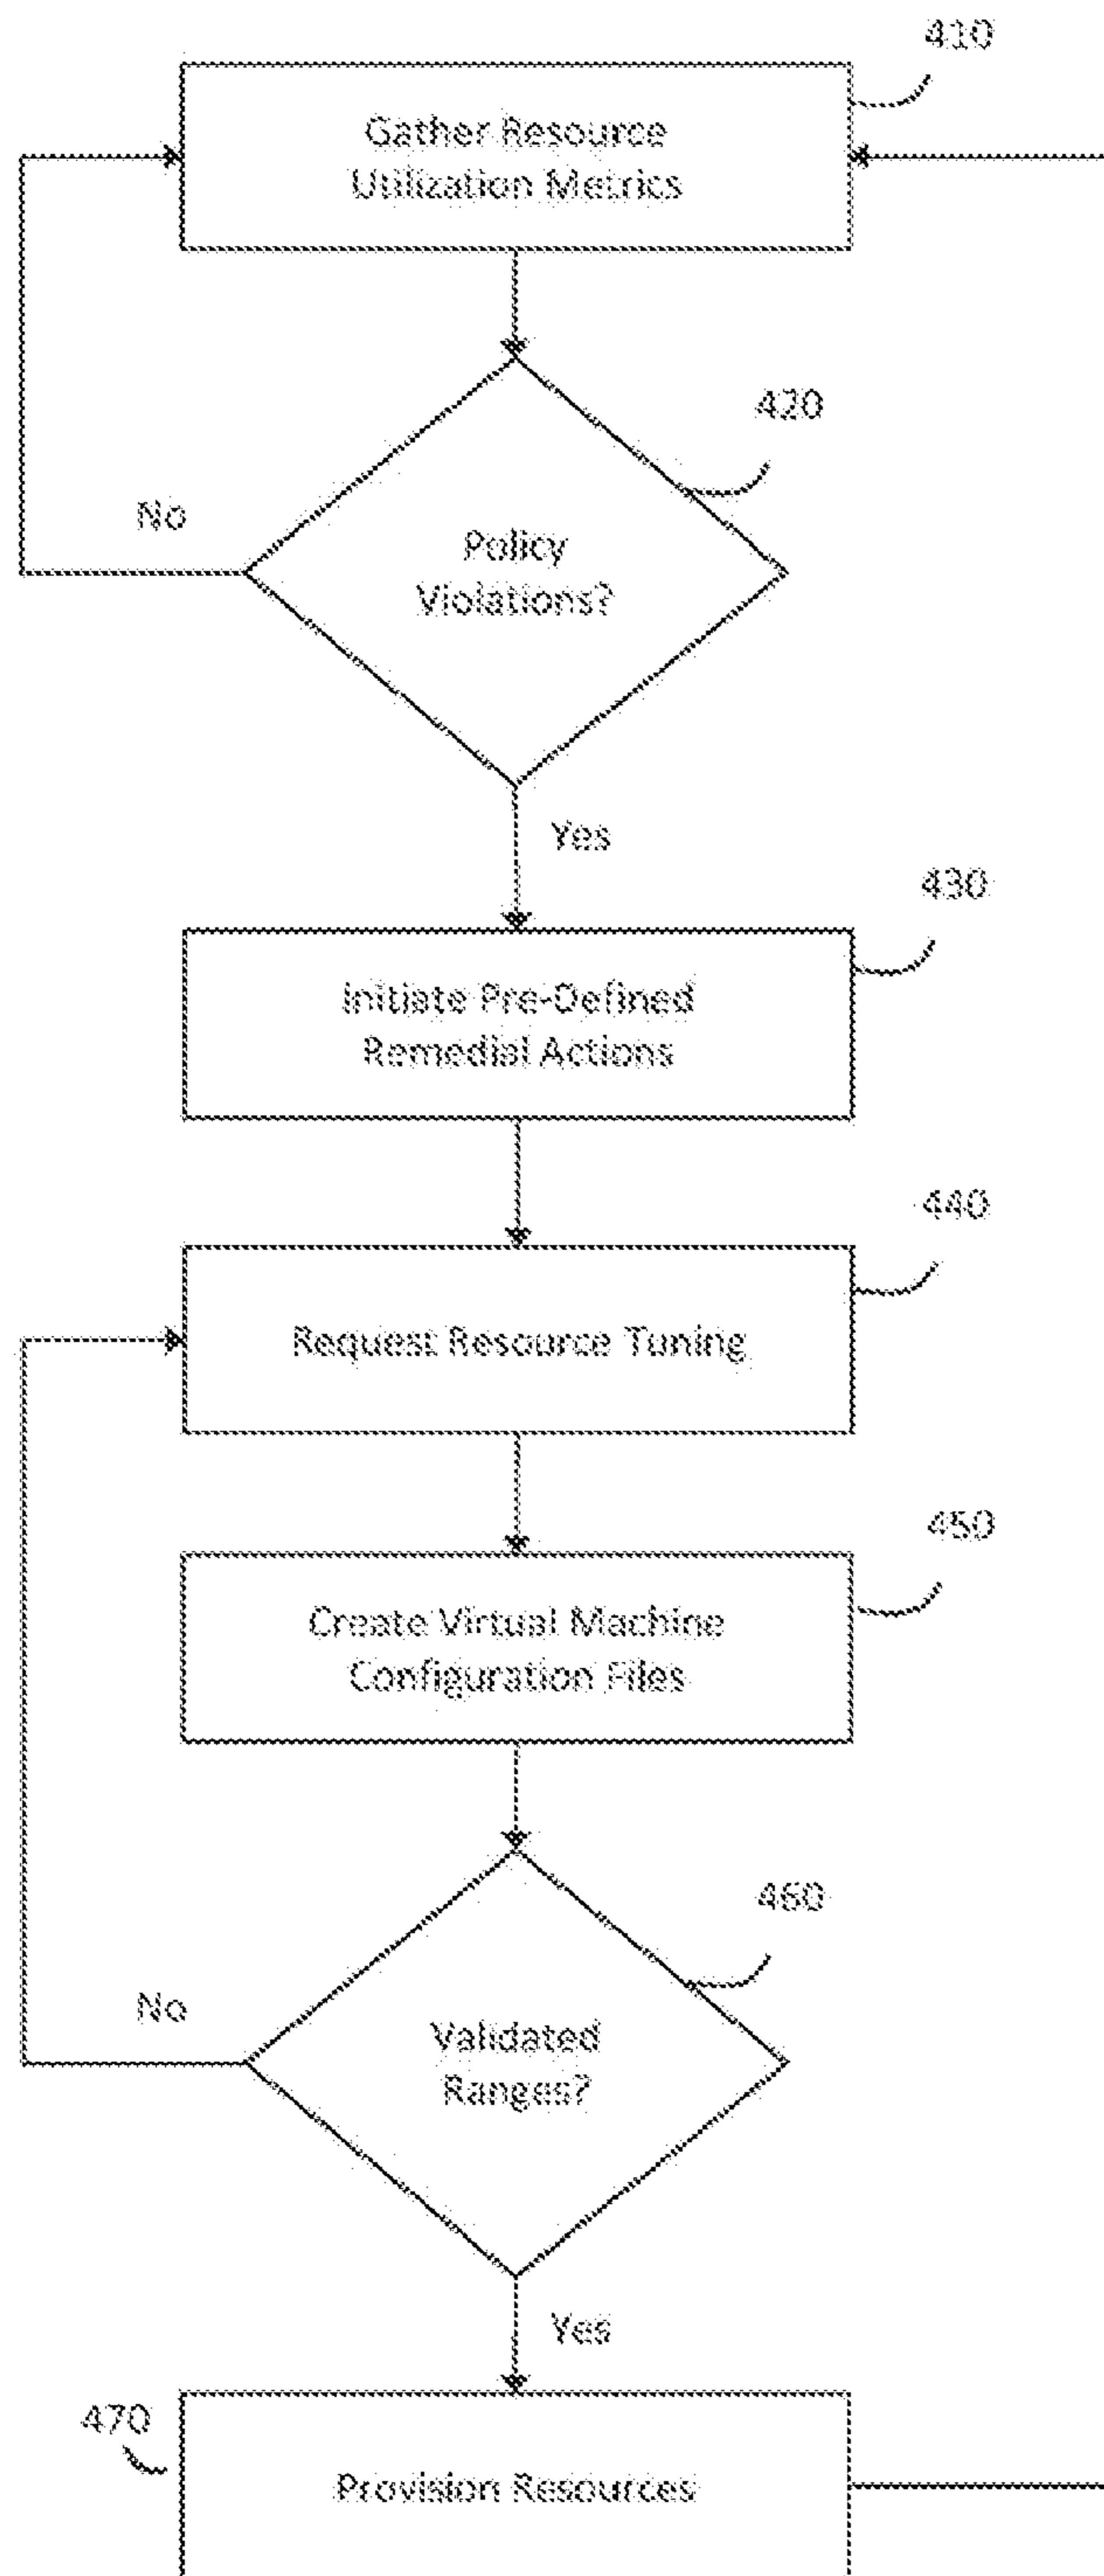 410
Gather Resource
Utilization Metrics
420
No
Policy
Violations?
Yes
430
Initiate Pre-Defined
Remedial Actions
440
Request Resource Tuning
450
Create Virtual Machine
Configuration Files
460
No
Validated
Ranges?
Yes
470
Provision Resources